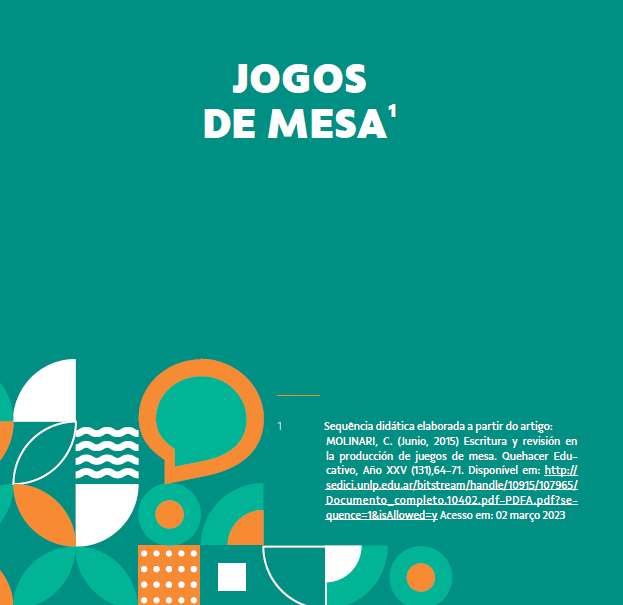 JOGOS
DE MESA¹
1 Sequência didática elaborada a partir do artigo:
MOLINARI, C. (Junio, 2015) Escritura y revisión en
la producción de juegos de mesa. Quehacer Edu-
cativo, Año XXV (131),64-71. Disponível em: http://
sedici.unlp.edu.ar/bitstream/handle/10915/107965/
Documento_completo.10402.pdf-PDFA.pdf?se-
quence=1&isAllowed=y Acesso em: 02 março 2023